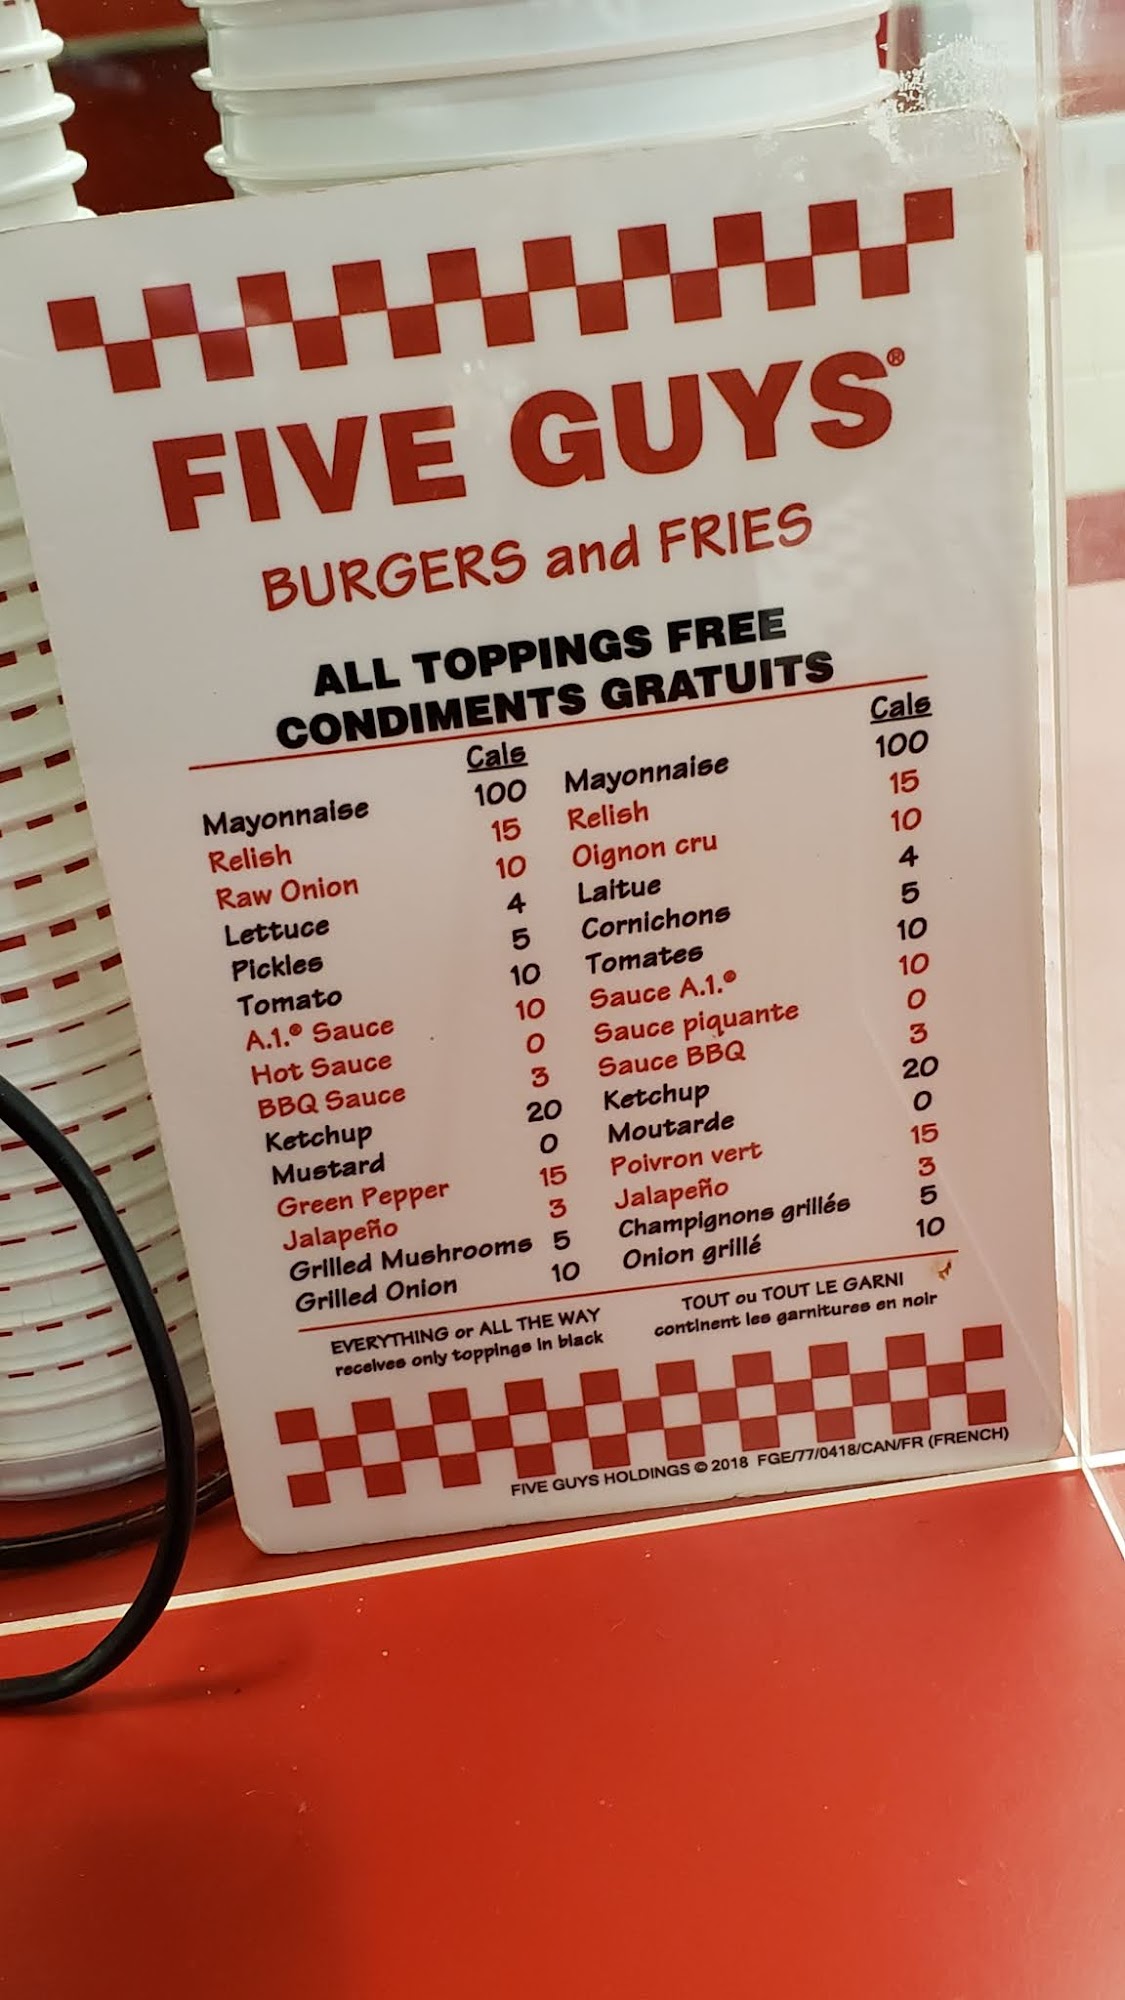 FIVE GUYS®
BURGERS and FRIES
ALL TOPPINGS FREE
CONDIMENTS GRATUITS
Cals
Mayonnaise 100
Relish 15
Raw Onion 10
Lettuce 4
Pickles 5
Tomato 10
A.1.® Sauce 10
Hot Sauce 0
BBQ Sauce 3
Ketchup 20
Mustard 0
Green Pepper 15
Jalapeño 3
Grilled Mushrooms 5
Grilled Onion 10
Cals
Mayonnaise 100
Relish 15
Oignon cru 10
Laitue 4
Cornichons 5
Tomates 10
Sauce A.1.® 10
Sauce piquante 0
Sauce BBQ 3
Ketchup 20
Moutarde 0
Poivron vert 15
Jalapeño 3
Champignons grillés 5
Onion grillé 10
EVERYTHING or ALL THE WAY
receives only toppings in black
TOUT ou TOUT LE GARNI
continent les garnitures en noir
FIVE GUYS HOLDINGS © 2018 FGE/77/0418/CAN/FR (FRENCH)